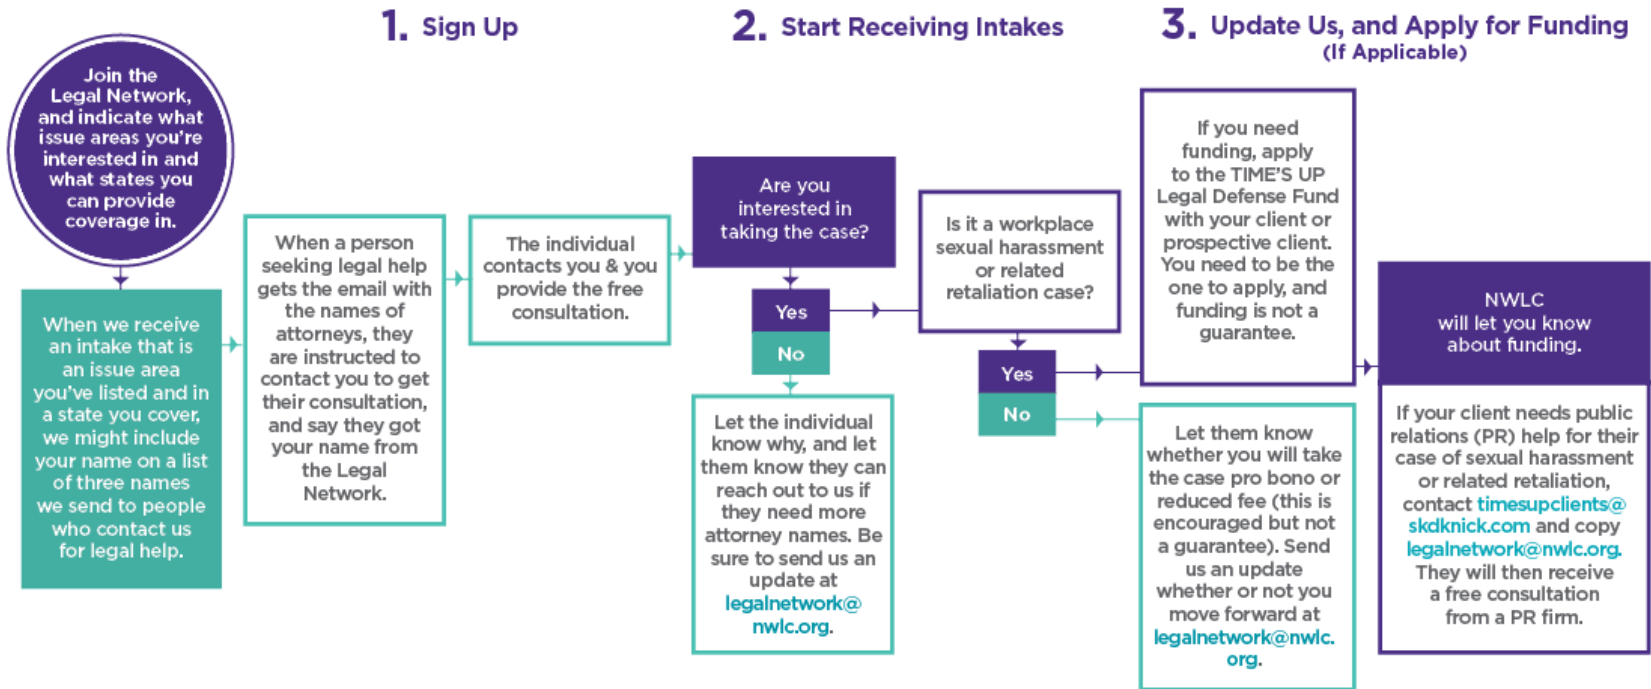 1. Sign Up
2. Start Receiving Intakes
3. Update Us, and Apply for Funding
(If Applicable)
Join the
Legal Network,
and indicate what
issue areas you're
interested in and
what states you
can provide
coverage in.
When we receive
an intake that is
an issue area
you've listed and in
a state you cover,
we might include
your name on a list
of three names
we send to people
who contact us
for legal help.
When a person
seeking legal help
gets the email with
the names of
attorneys, they
are instructed to
contact you to get
their consultation,
and say they got
your name from
the Legal
Network.
The individual
contacts you & you
provide the free
consultation.
Are you
interested in
taking the case?
Yes
No
Let the individual
know why, and let
them know they can
reach out to us if
they need more
attorney names. Be
sure to send us an
update at
legalnetwork@
nwlc.org.
Is it a workplace
sexual harassment
or related
retaliation case?
Yes
No
If you need
funding, apply
to the TIME'S UP
Legal Defense Fund
with your client or
prospective client.
You need to be the
one to apply, and
funding is not a
guarantee.
Let them know
whether you will take
the case pro bono or
reduced fee (this is
encouraged but not
a guarantee). Send
us an update
whether or not you
move forward at
legalnetwork@nwlc.
org.
NWLC
will let you know
about funding.
If your client needs public
relations (PR) help for their
case of sexual harassment
or related retaliation,
contact timesupclients@
skdknick.com and copy
legalnetwork@nwlc.org.
They will then receive
a free consultation
from a PR firm.